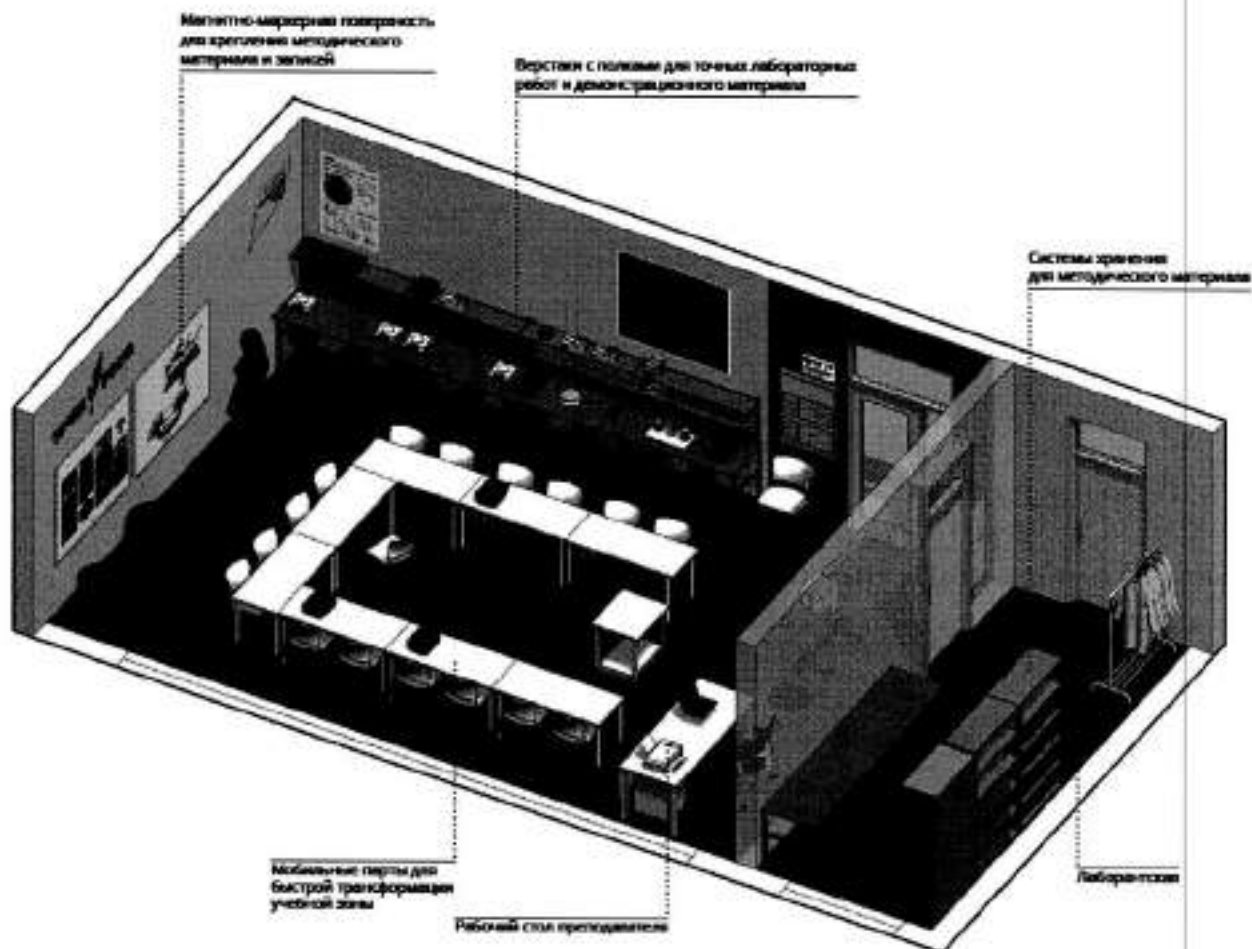 Магнитно-маркерная поверхность
для крепления методического
материала и записей
Верстаки с полками для точных лабораторных
работ и демонстрационного материала
Системы хранения
для методического материала
Мобильные парты для
быстрой трансформации
учебной зоны
Рабочий стол преподавателя
Лаборантская